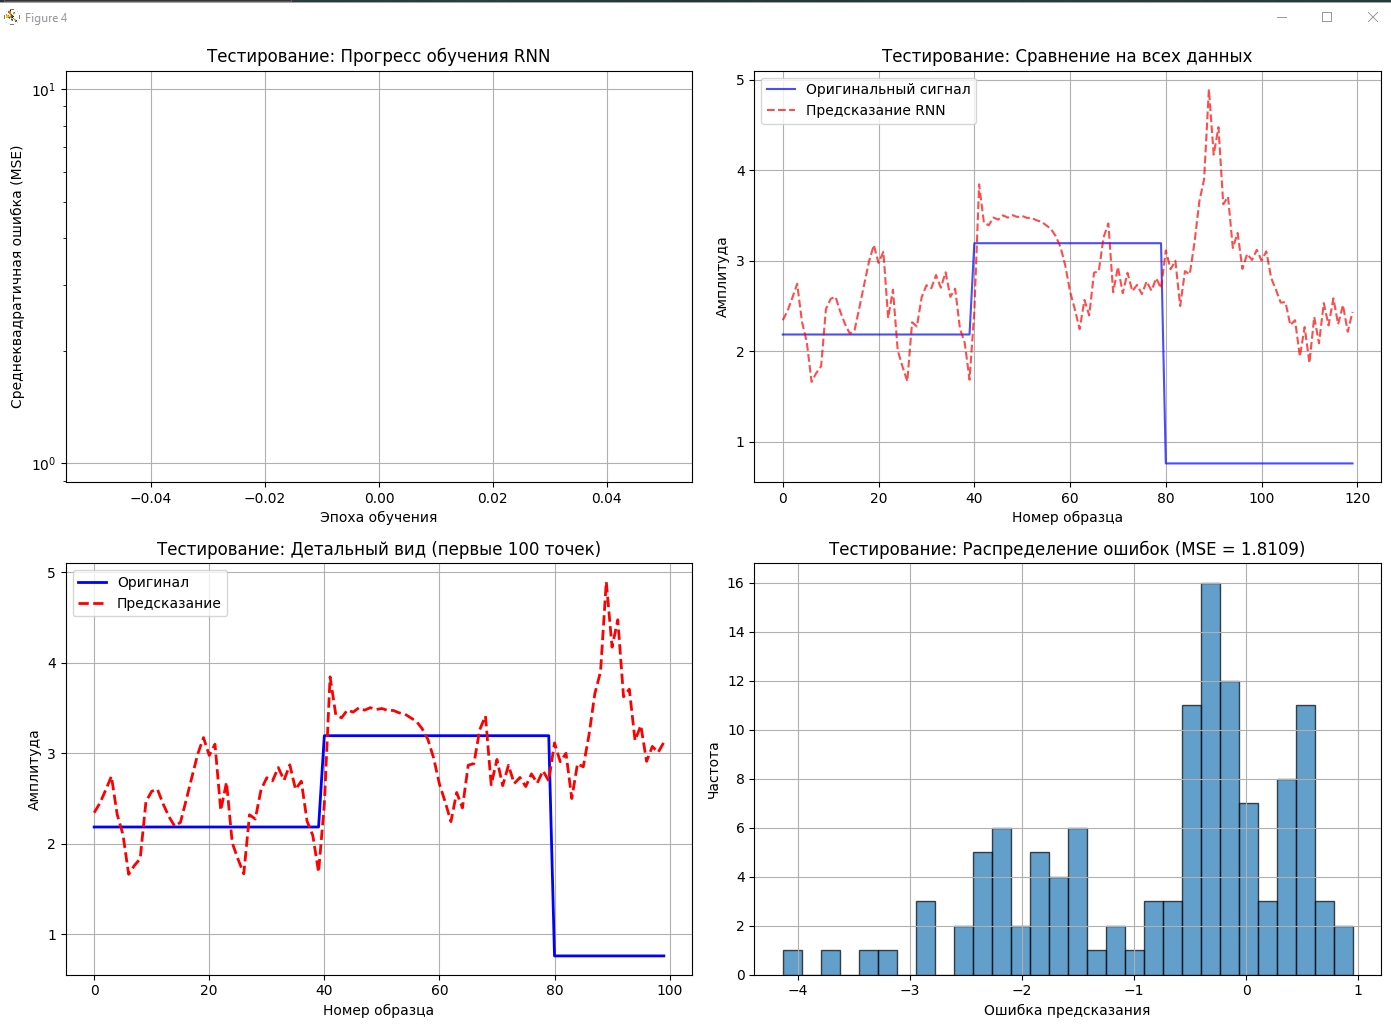 Figure 4
Тестирование: Прогресс обучения RNN
Среднеквадратичная ошибка (MSE)
10¹
10⁰
−0.04 −0.02 0.00 0.02 0.04
Эпоха обучения
Тестирование: Сравнение на всех данных
Оригинальный сигнал
Предсказание RNN
Амплитуда
5
4
3
2
1
0 20 40 60 80 100 120
Номер образца
Тестирование: Детальный вид (первые 100 точек)
Оригинал
Предсказание
Амплитуда
5
4
3
2
1
0 20 40 60 80 100
Номер образца
Тестирование: Распределение ошибок (MSE = 1.8109)
Частота
16
14
12
10
8
6
4
2
0
−4 −3 −2 −1 0 1
Ошибка предсказания